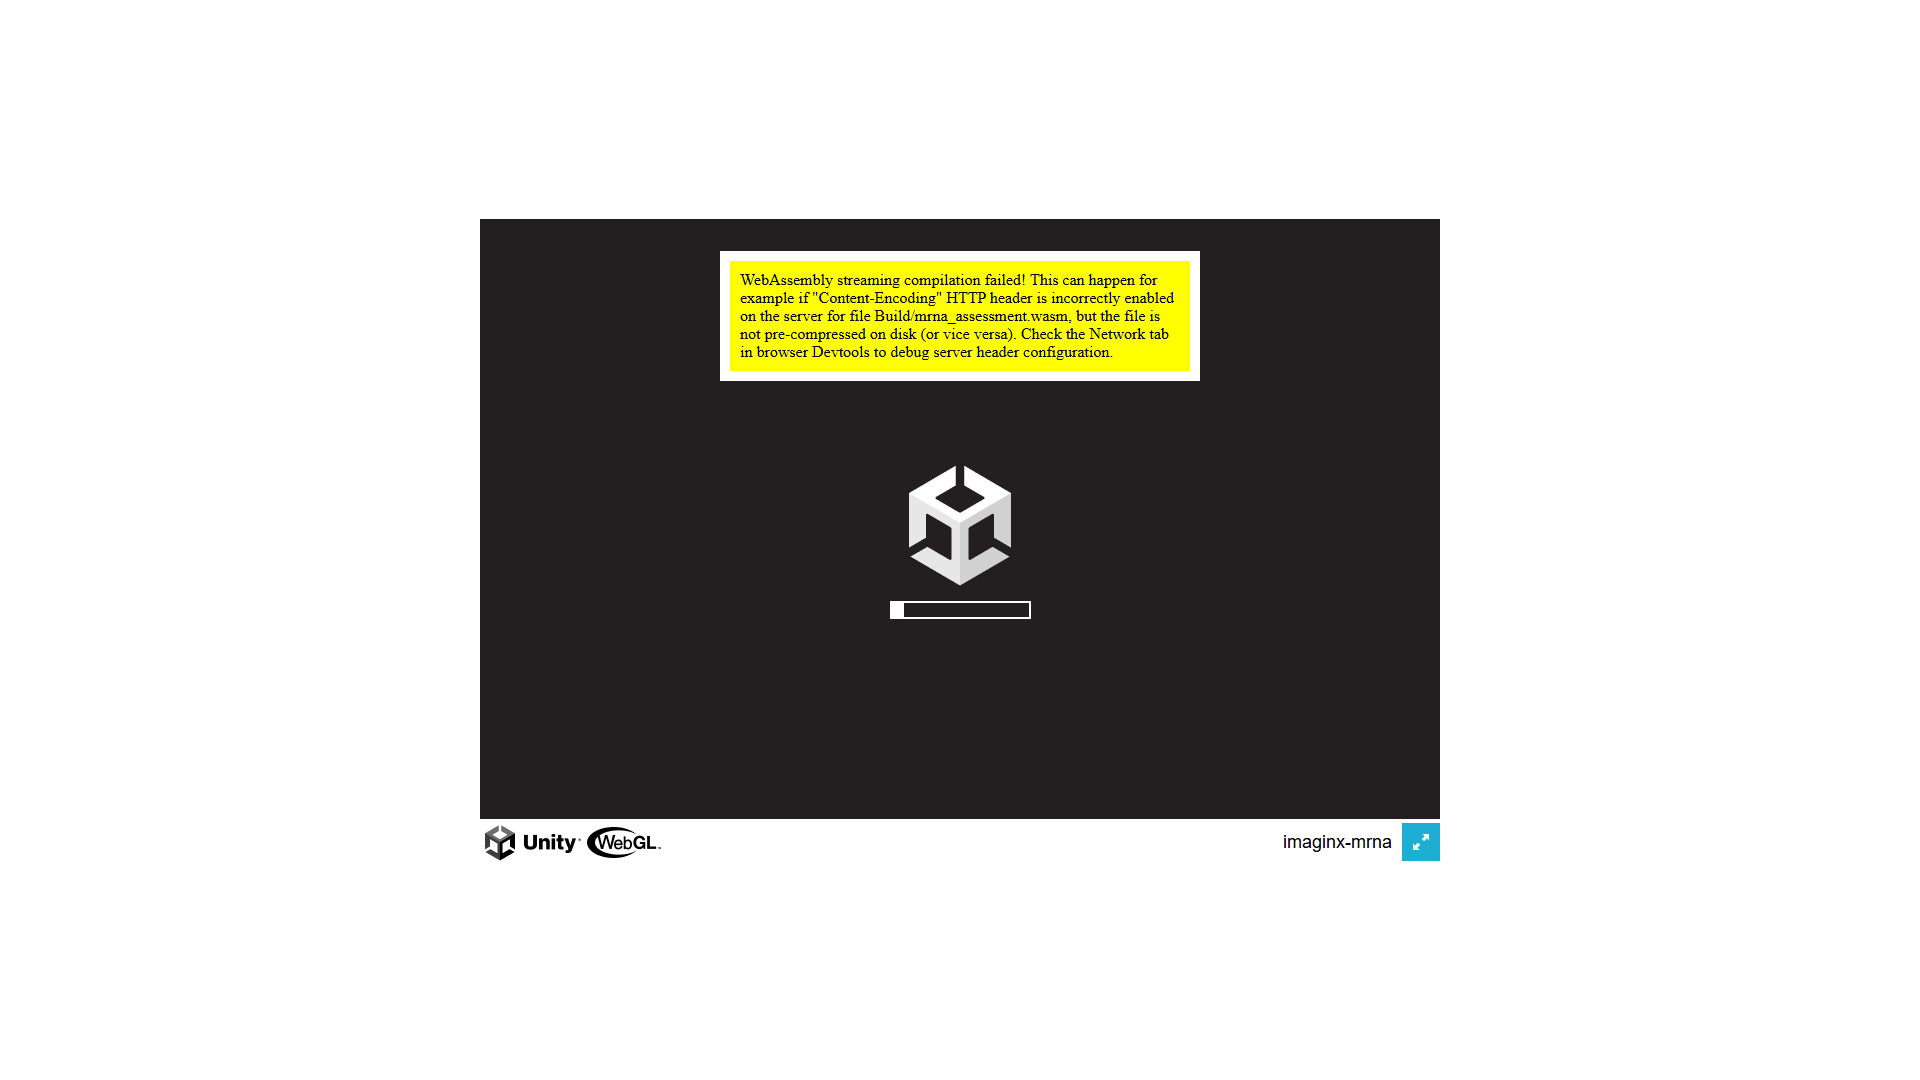 WebAssembly streaming compilation failed! This can happen for
example if "Content-Encoding" HTTP header is incorrectly enabled
on the server for file Build/mrna_assessment.wasm, but the file is
not pre-compressed on disk (or vice versa). Check the Network tab
in browser Devtools to debug server header configuration.
Unity WebGL
imaginx-mrna